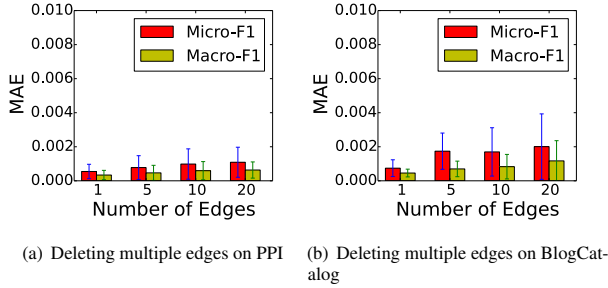 0.010
0.008
0.006
0.004
0.002
0.000
MAE
Micro-F1
Macro-F1
1 5 10 20
Number of Edges
(a) Deleting multiple edges on PPI
0.010
0.008
0.006
0.004
0.002
0.000
MAE
Micro-F1
Macro-F1
1 5 10 20
Number of Edges
(b) Deleting multiple edges on BlogCat-
alog